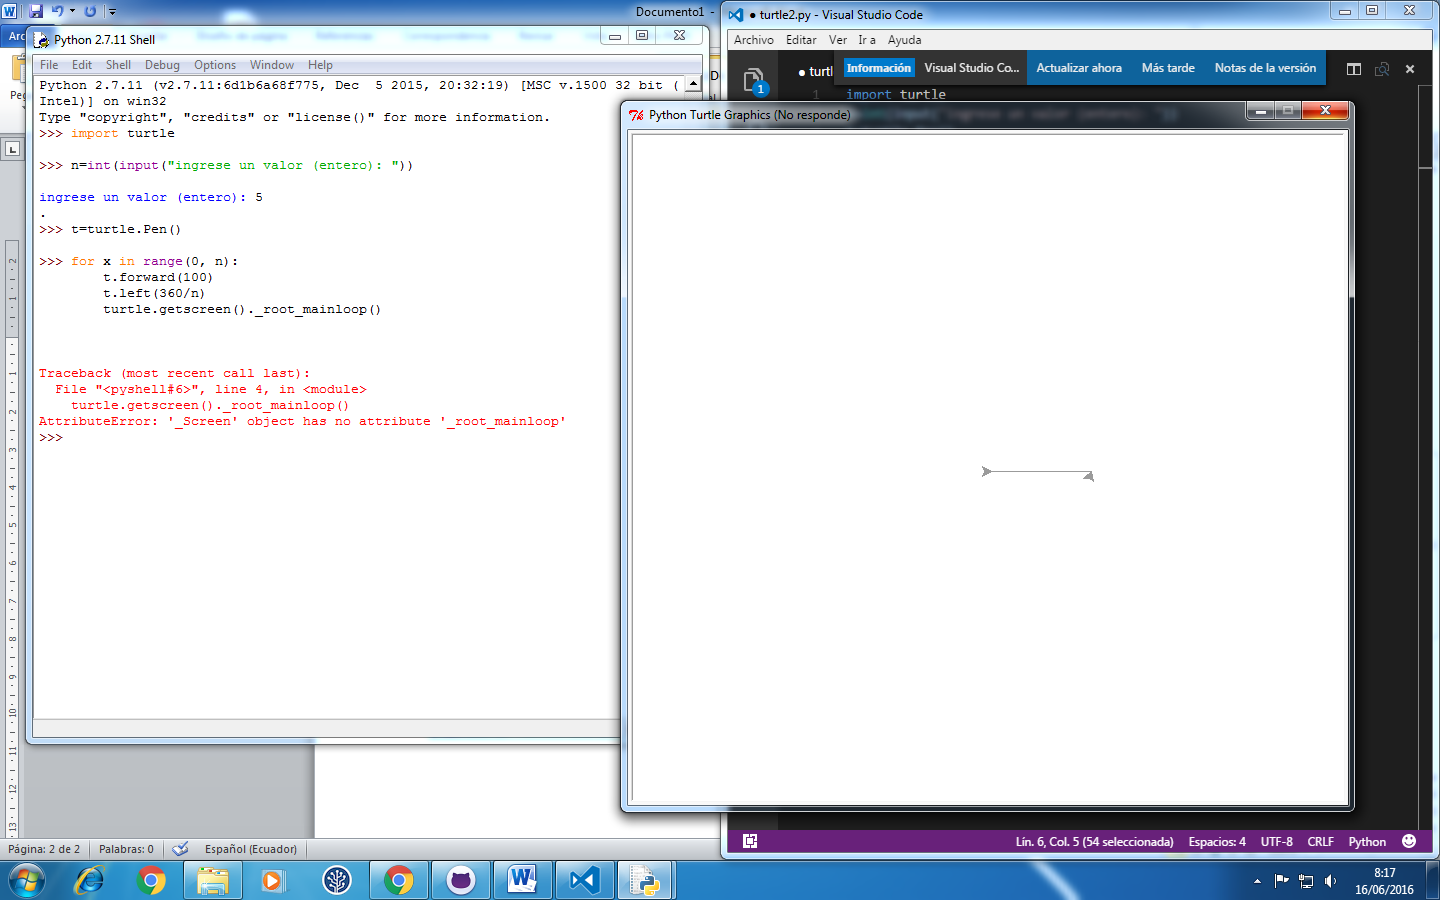 Documento1 -
Python 2.7.11 Shell
File Edit Shell Debug Options Window Help
Python 2.7.11 (v2.7.11:6d1b6a68f775, Dec  5 2015, 20:32:19) [MSC v.1500 32 bit (
Intel)] on win32
Type "copyright", "credits" or "license()" for more information.
>>> import turtle
>>> n=int(input("ingrese un valor (entero): "))
ingrese un valor (entero): 5
.
>>> t=turtle.Pen()
>>> for x in range(0, n):
        t.forward(100)
        t.left(360/n)
        turtle.getscreen()._root_mainloop()
Traceback (most recent call last):
  File "<pyshell#6>", line 4, in <module>
    turtle.getscreen()._root_mainloop()
AttributeError: '_Screen' object has no attribute '_root_mainloop'
>>>
● turtle2.py - Visual Studio Code
Archivo Editar Ver Ir a Ayuda
1
● turtl
Información Visual Studio Co... Actualizar ahora Más tarde Notas de la versión
1 import turtle
Python Turtle Graphics (No responde)
Lín. 6, Col. 5 (54 seleccionada) Espacios: 4 UTF-8 CRLF Python
Página: 2 de 2 Palabras: 0 Español (Ecuador)
8:17
16/06/2016